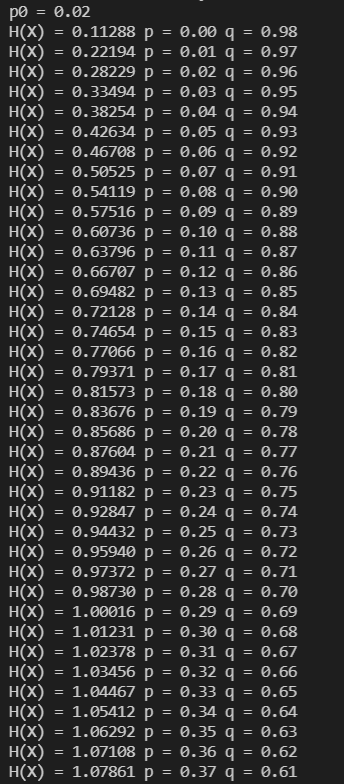 p0 = 0.02
H(X) = 0.11288 p = 0.00 q = 0.98
H(X) = 0.22194 p = 0.01 q = 0.97
H(X) = 0.28229 p = 0.02 q = 0.96
H(X) = 0.33494 p = 0.03 q = 0.95
H(X) = 0.38254 p = 0.04 q = 0.94
H(X) = 0.42634 p = 0.05 q = 0.93
H(X) = 0.46708 p = 0.06 q = 0.92
H(X) = 0.50525 p = 0.07 q = 0.91
H(X) = 0.54119 p = 0.08 q = 0.90
H(X) = 0.57516 p = 0.09 q = 0.89
H(X) = 0.60736 p = 0.10 q = 0.88
H(X) = 0.63796 p = 0.11 q = 0.87
H(X) = 0.66707 p = 0.12 q = 0.86
H(X) = 0.69482 p = 0.13 q = 0.85
H(X) = 0.72128 p = 0.14 q = 0.84
H(X) = 0.74654 p = 0.15 q = 0.83
H(X) = 0.77066 p = 0.16 q = 0.82
H(X) = 0.79371 p = 0.17 q = 0.81
H(X) = 0.81573 p = 0.18 q = 0.80
H(X) = 0.83676 p = 0.19 q = 0.79
H(X) = 0.85686 p = 0.20 q = 0.78
H(X) = 0.87604 p = 0.21 q = 0.77
H(X) = 0.89436 p = 0.22 q = 0.76
H(X) = 0.91182 p = 0.23 q = 0.75
H(X) = 0.92847 p = 0.24 q = 0.74
H(X) = 0.94432 p = 0.25 q = 0.73
H(X) = 0.95940 p = 0.26 q = 0.72
H(X) = 0.97372 p = 0.27 q = 0.71
H(X) = 0.98730 p = 0.28 q = 0.70
H(X) = 1.00016 p = 0.29 q = 0.69
H(X) = 1.01231 p = 0.30 q = 0.68
H(X) = 1.02378 p = 0.31 q = 0.67
H(X) = 1.03456 p = 0.32 q = 0.66
H(X) = 1.04467 p = 0.33 q = 0.65
H(X) = 1.05412 p = 0.34 q = 0.64
H(X) = 1.06292 p = 0.35 q = 0.63
H(X) = 1.07108 p = 0.36 q = 0.62
H(X) = 1.07861 p = 0.37 q = 0.61